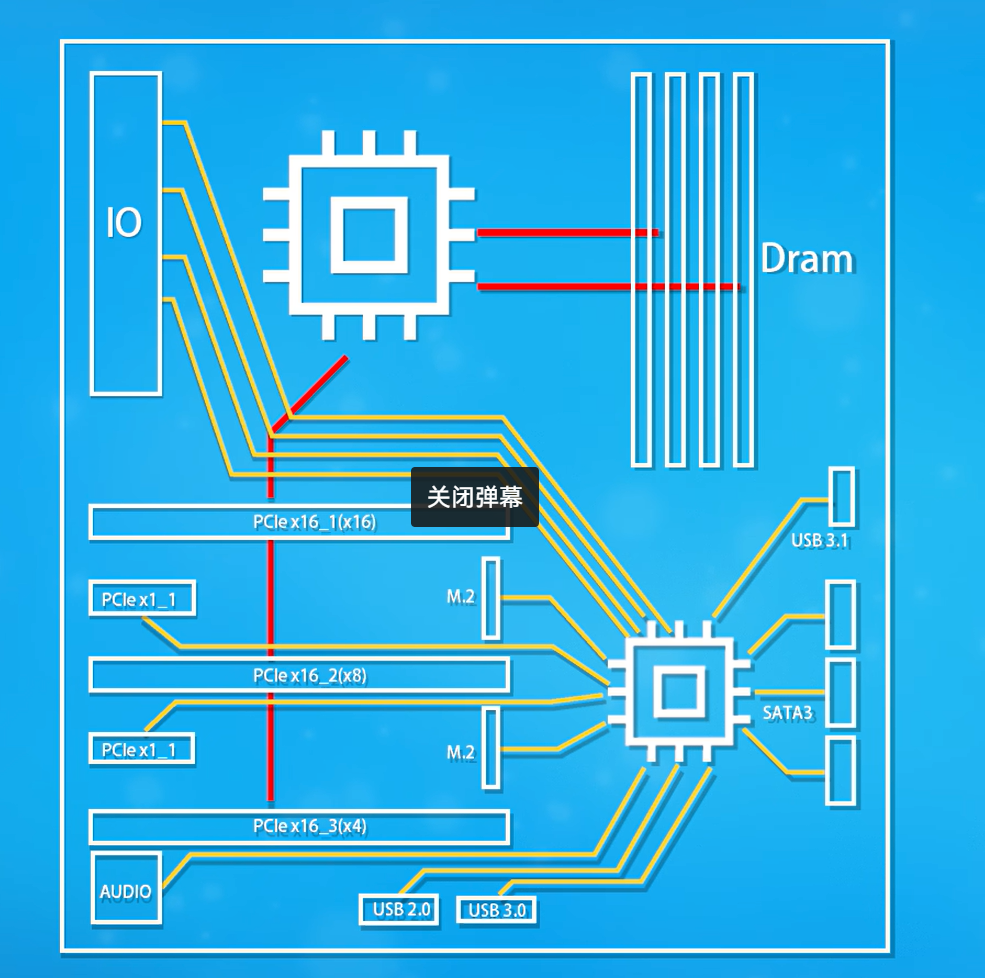 IO
Dram
关闭弹幕
PCIe x16_1(x16)
USB 3.1
PCIe x1_1
M.2
PCIe x16_2(x8)
SATA3
PCIe x1_1
M.2
PCIe x16_3(x4)
AUDIO
USB 2.0
USB 3.0